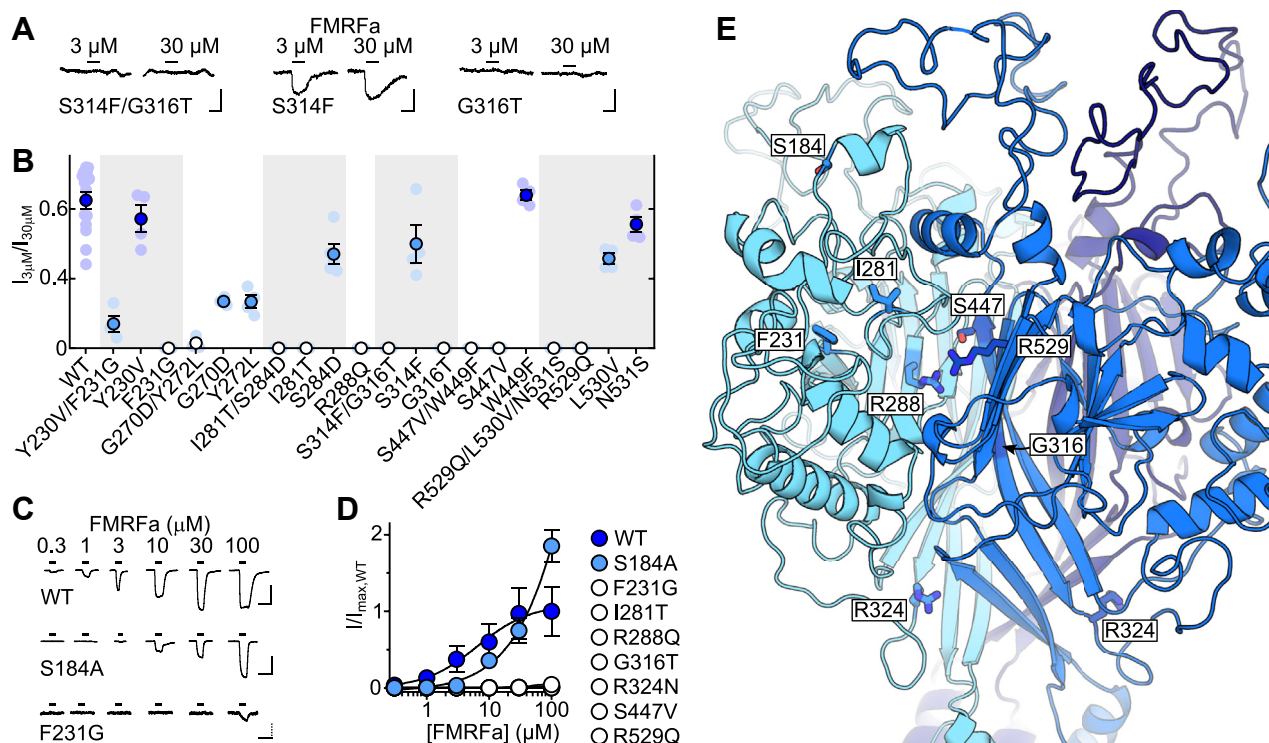 A
FMRFa
3 µM 30 µM 3 µM 30 µM 3 µM 30 µM
S314F/G316T S314F G316T
B
I3µM/I30µM
0.6
0.4
0
WT
Y230V/F231G
Y230V
F231G
G270D/Y272L
G270D
Y272L
I281T/S284D
I281T
S284D
R288Q
S314F/G316T
S314F
G316T
S447V/W449F
S447V
W449F
R529Q/L530V/N531S
R529Q
L530V
N531S
C
FMRFa (µM)
0.3 1 3 10 30 100
WT
S184A
F231G
D
I/Imax,WT
2
1
0
1 10 100
[FMRFa] (µM)
WT
S184A
F231G
I281T
R288Q
G316T
R324N
S447V
R529Q
E
S184
I281
S447
F231
R529
R288
G316
R324
R324